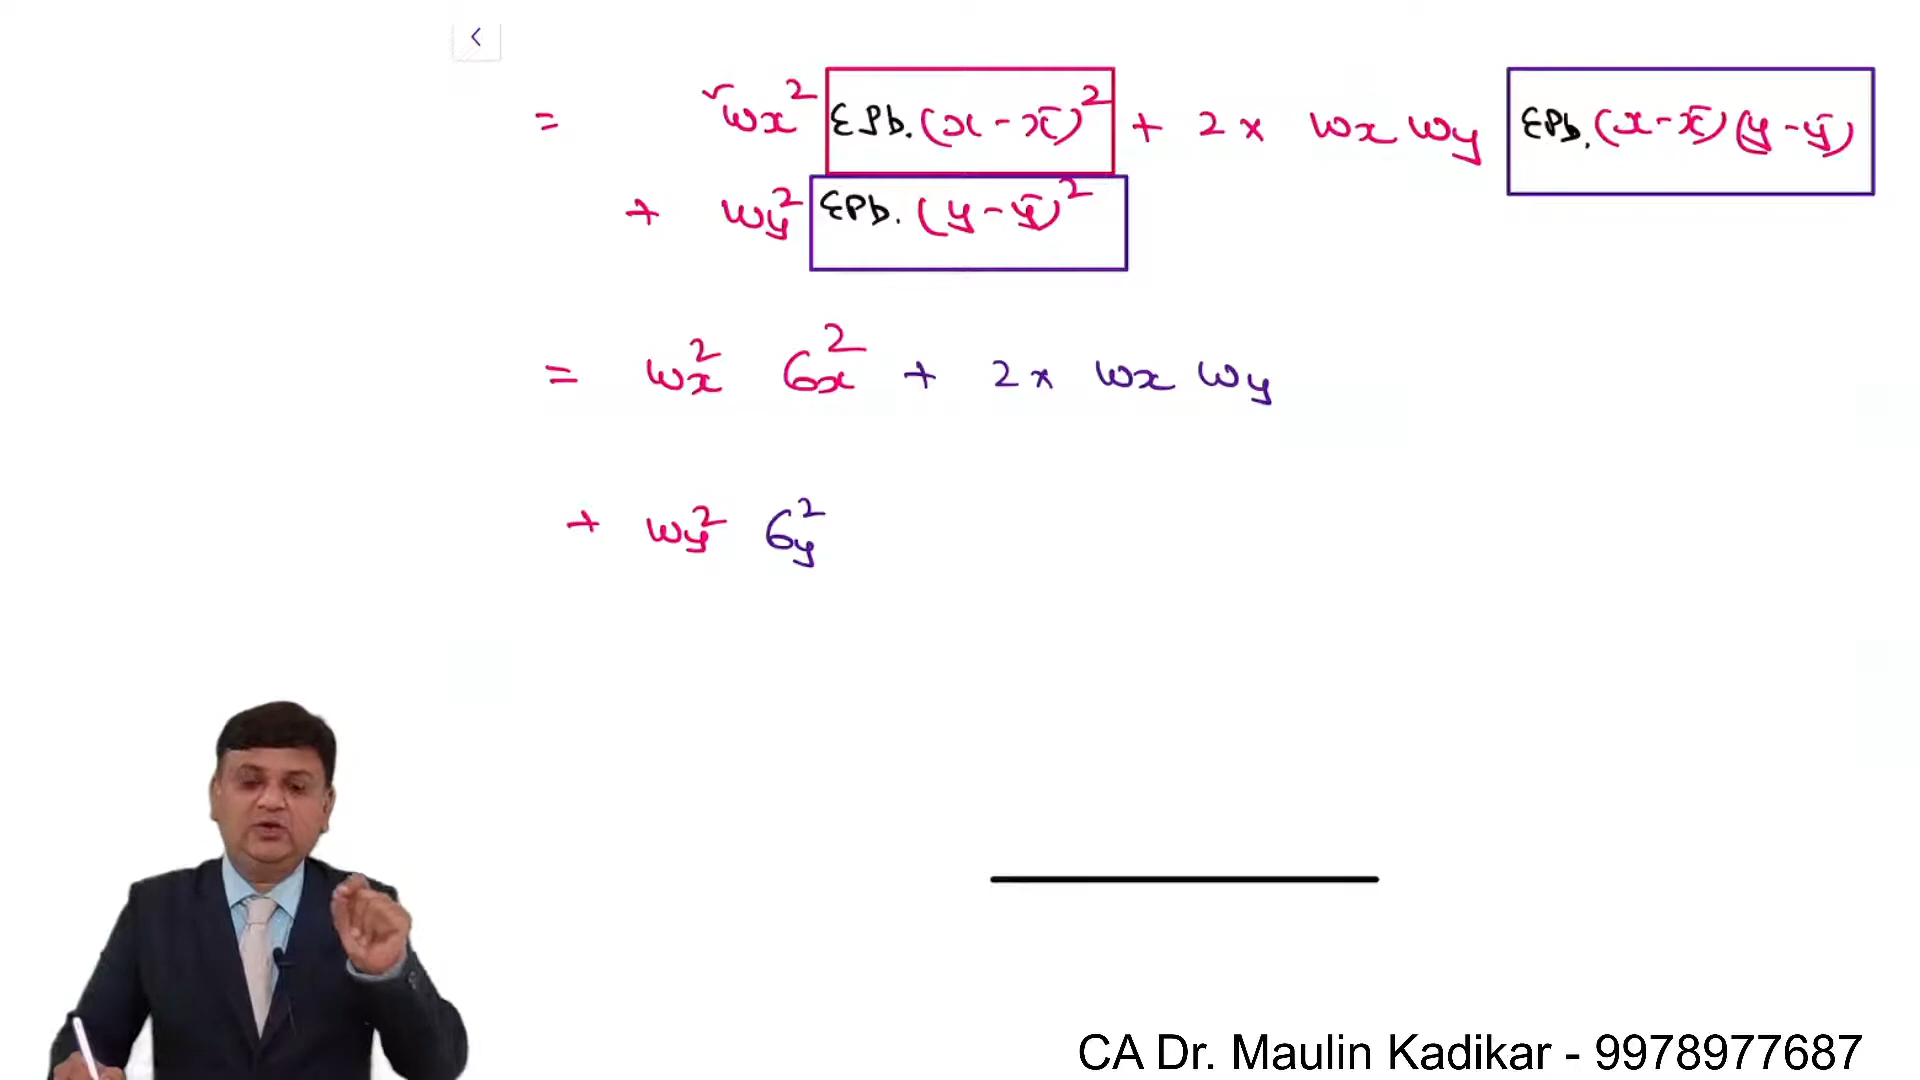 = wx² ΣPb.(x - x̄)² + 2 × wx wy ΣPb.(x - x̄)(y - ȳ)
+ wy² ΣPb.(y - ȳ)²
= wx² σx² + 2 × wx wy
+ wy² σy²
CA Dr. Maulin Kadikar - 9978977687